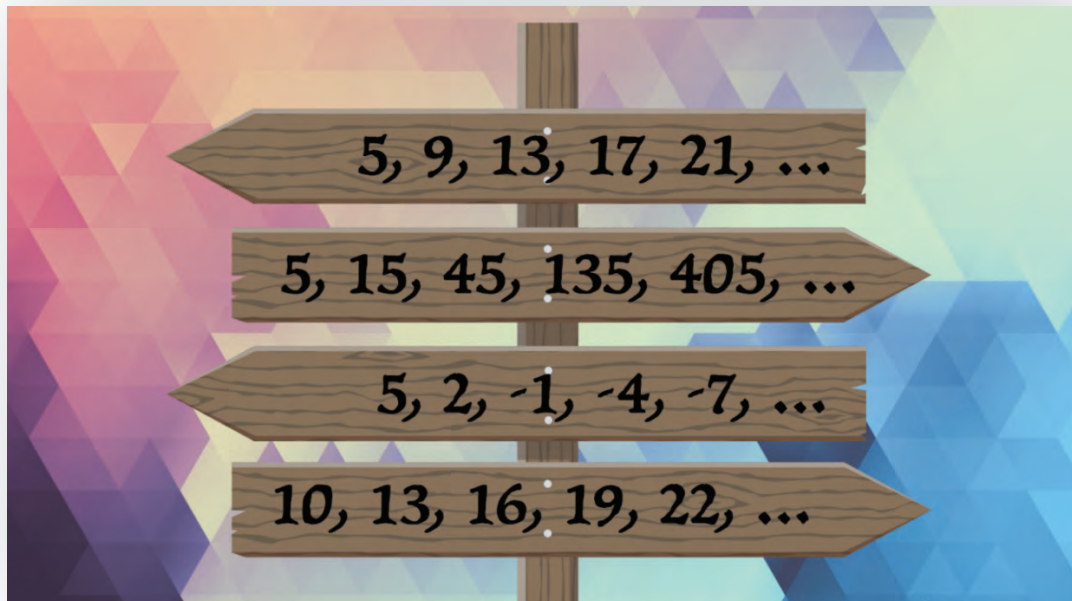 5, 9, 13, 17, 21, ...
5, 15, 45, 135, 405, ...
5, 2, -1, -4, -7, ...
10, 13, 16, 19, 22, ...